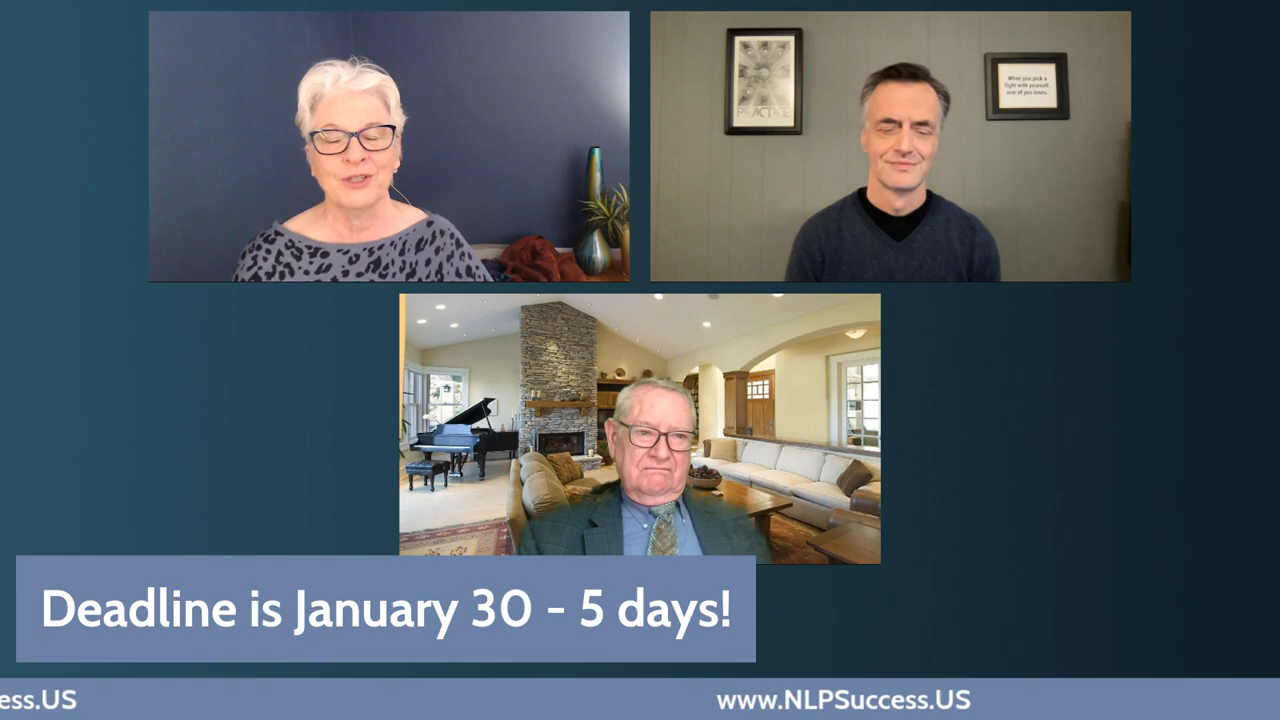 PRACTICE
When you pick a
fight with yourself,
one of you loses.
Deadline is January 30 - 5 days!
ess.US
www.NLPSuccess.US